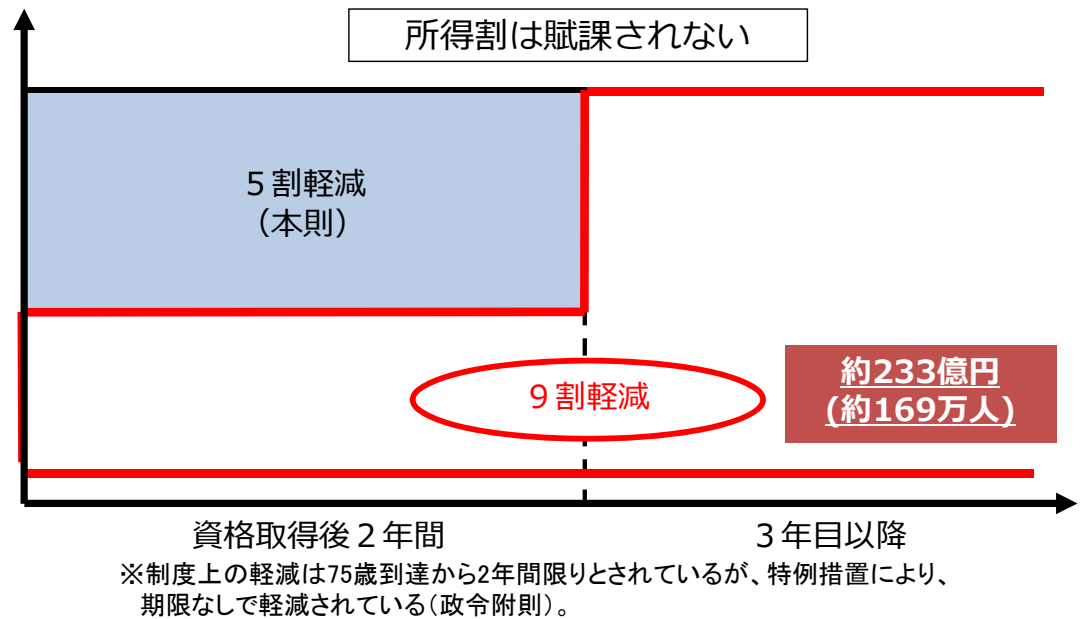 所得割は賦課されない
５割軽減
（本則）
９割軽減
約233億円
(約169万人)
資格取得後２年間
３年目以降
※制度上の軽減は75歳到達から2年間限りとされているが、特例措置により、
期限なしで軽減されている（政令附則）。